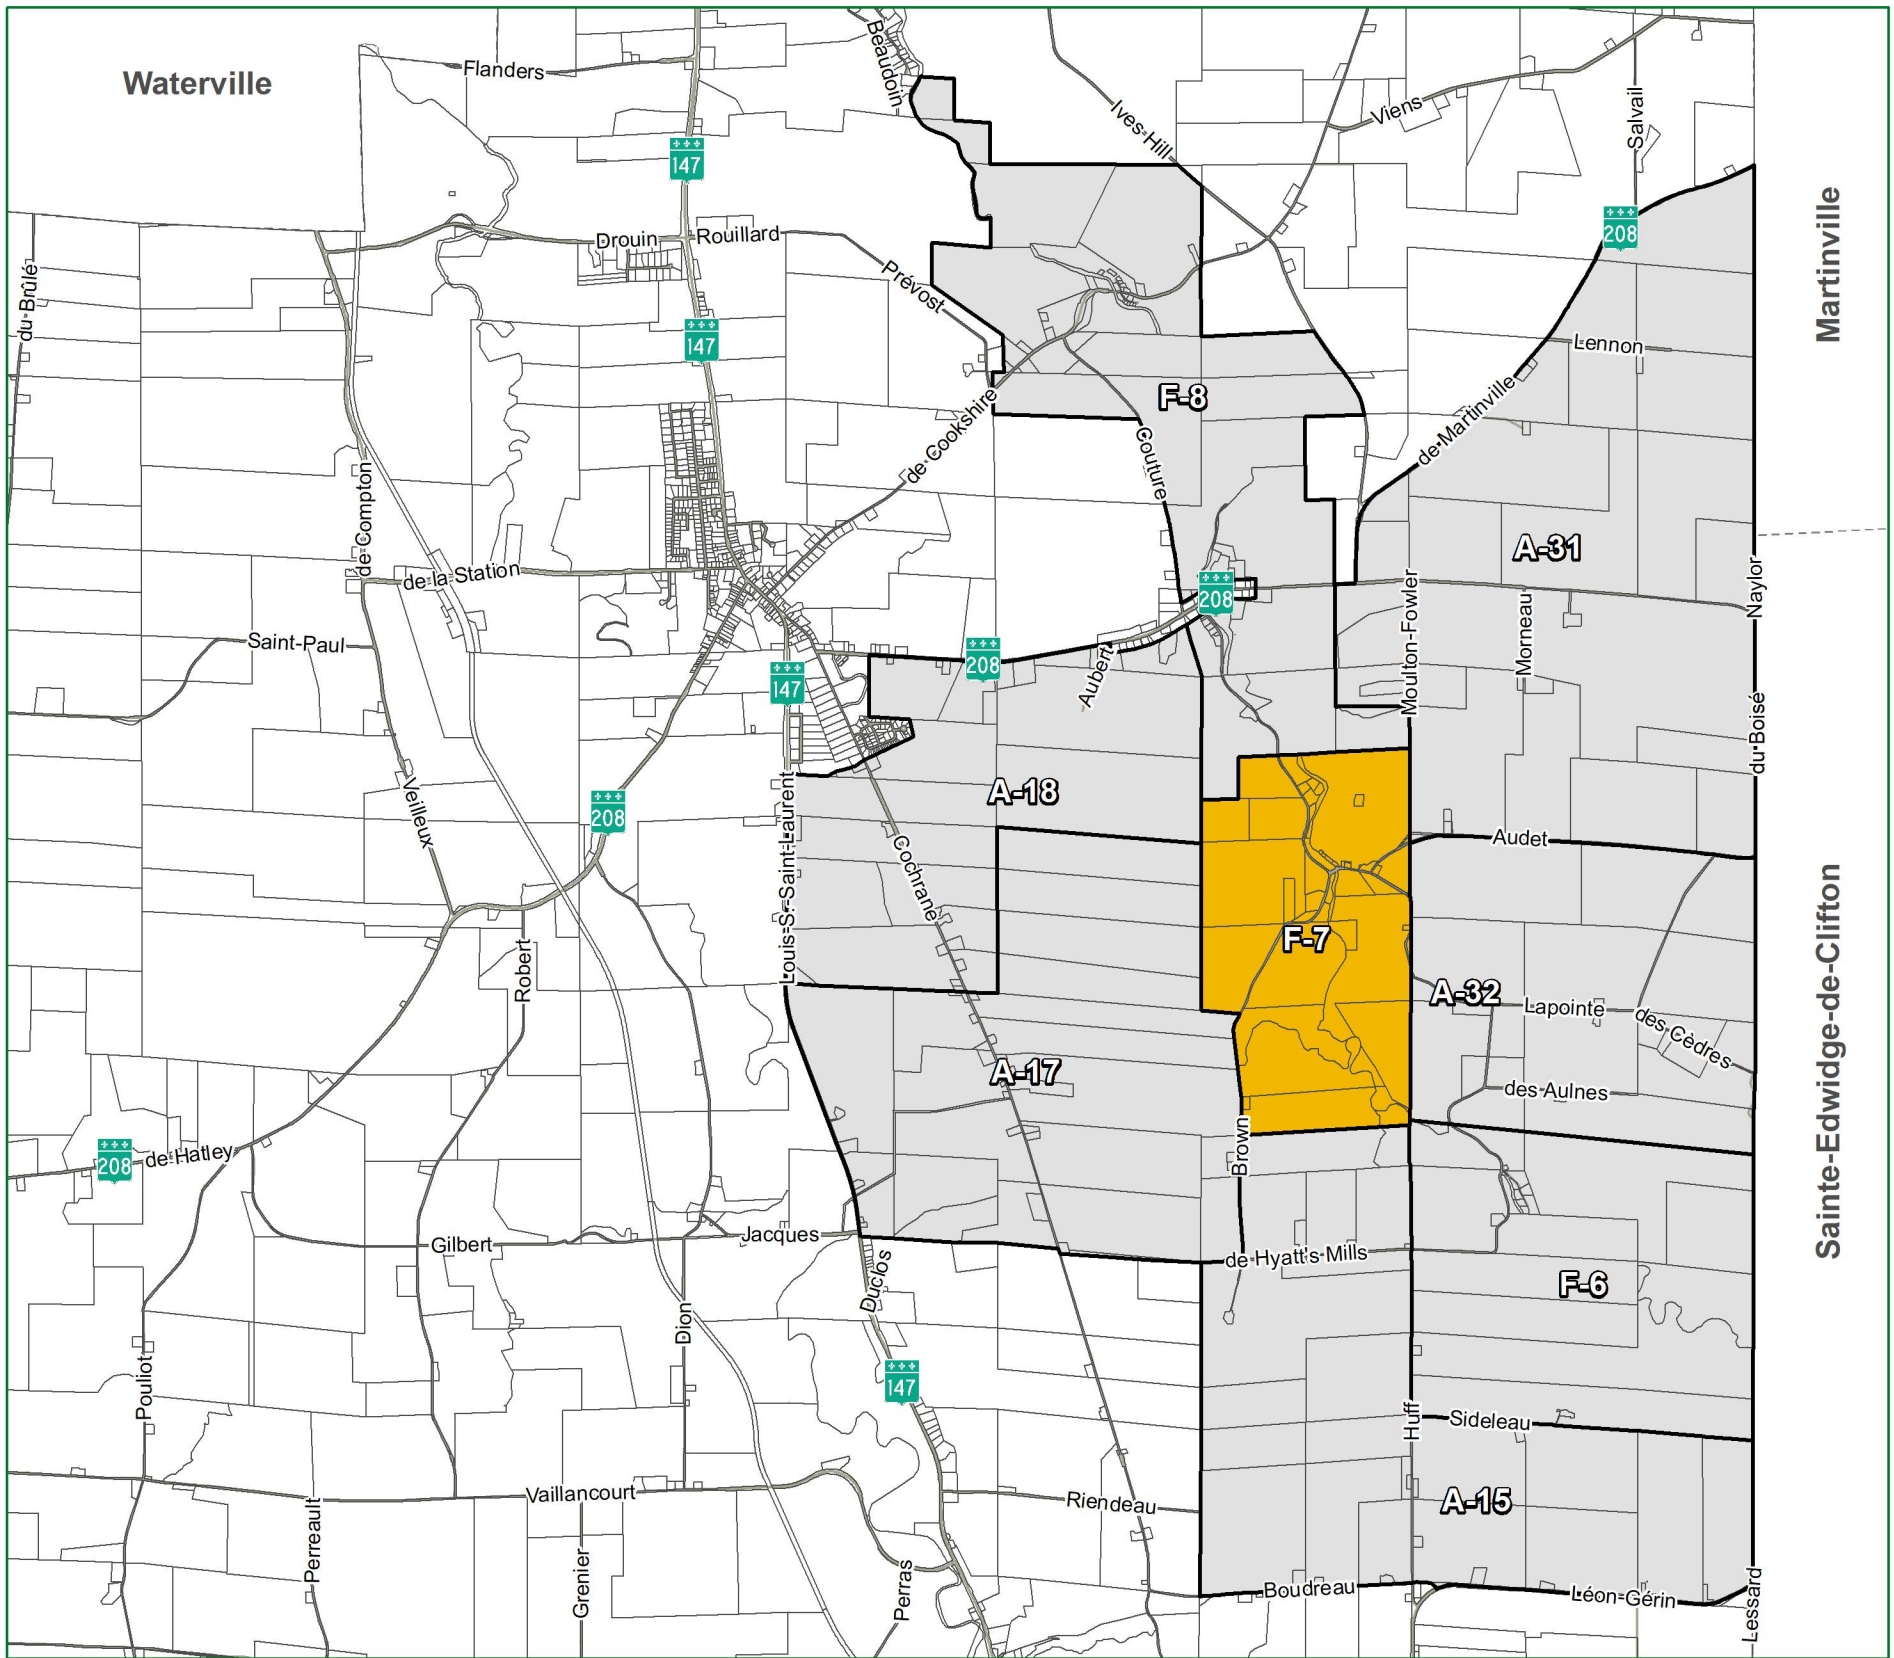 Beaudoin
Flanders
Waterville
Ives-Hill
Viens
Salvail
147
208
Martinville
Drouin
Rouillard
du Brûlé
Prévost
147
Lennon
de Martinville
F-8
de Cookshire
Couture
de Compton
A-31
de la Station
208
Moulton-Fowler
Morneau
Naylor
Saint-Paul
208
147
Aubert
du Boisé
Veilleux
208
Louis-S.-Saint-Laurent
A-18
Cochrane
Audet
Robert
F-7
Sainte-Edwidge-de-Clifton
A-32
Lapointe
des Cèdres
A-17
des Aulnes
208
de Hatley
Brown
Gilbert
Jacques
de Hyatt's Mills
Duclos
F-6
Dion
Pouliot
147
Huff
Sideleau
Vaillancourt
Riendeau
A-15
Perreault
Grenier
Perras
Boudreau
Léon-Gérin
Lessard